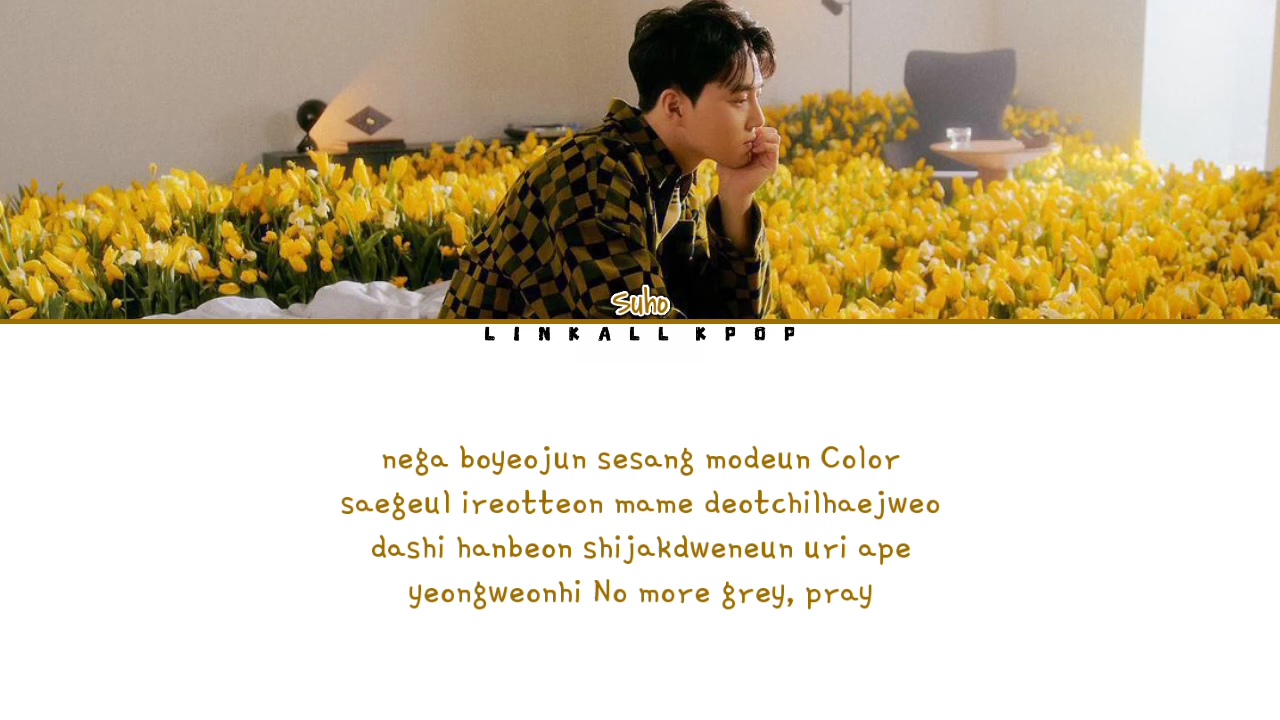 Suho
LINKALL KPOP
nega boyeojun sesang modeun Color
saegeul ireotteon mame deotchilhaejweo
dashi hanbeon shijakdweneun uri ape
yeongweonhi No more grey, pray